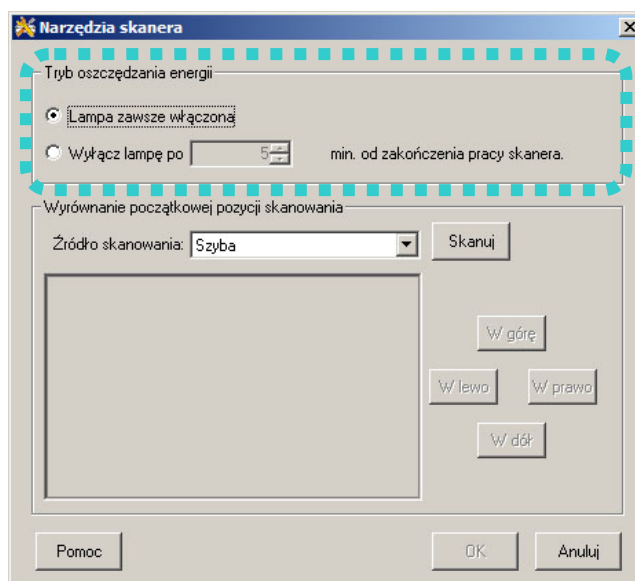 Narzędzia skanera
Tryb oszczędzania energii
Lampa zawsze włączona
Wyłącz lampę po 5 min. od zakończenia pracy skanera.
Wyrównanie początkowej pozycji skanowania
Źródło skanowania: Szyba Skanuj
W górę
W lewo W prawo
W dół
Pomoc OK Anuluj